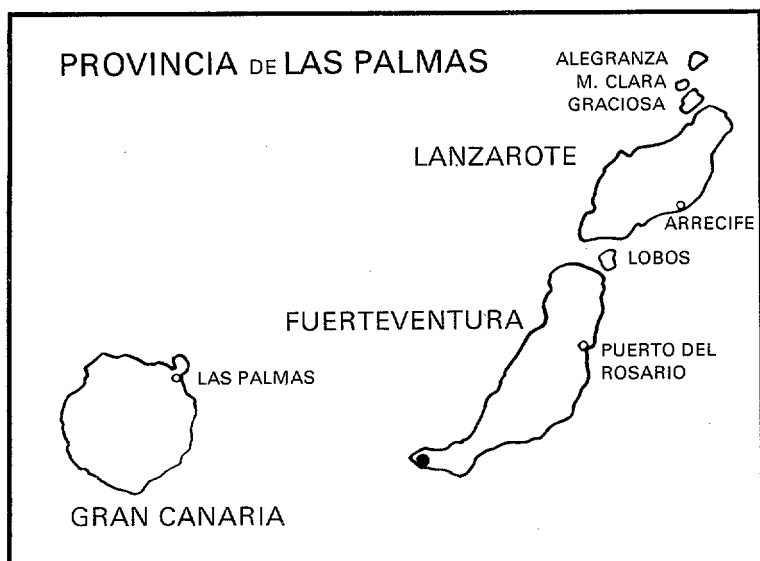 PROVINCIA DE LAS PALMAS
ALEGRANZA
M. CLARA
GRACIOSA
LANZAROTE
ARRECIFE
LOBOS
FUERTEVENTURA
PUERTO DEL
ROSARIO
LAS PALMAS
GRAN CANARIA